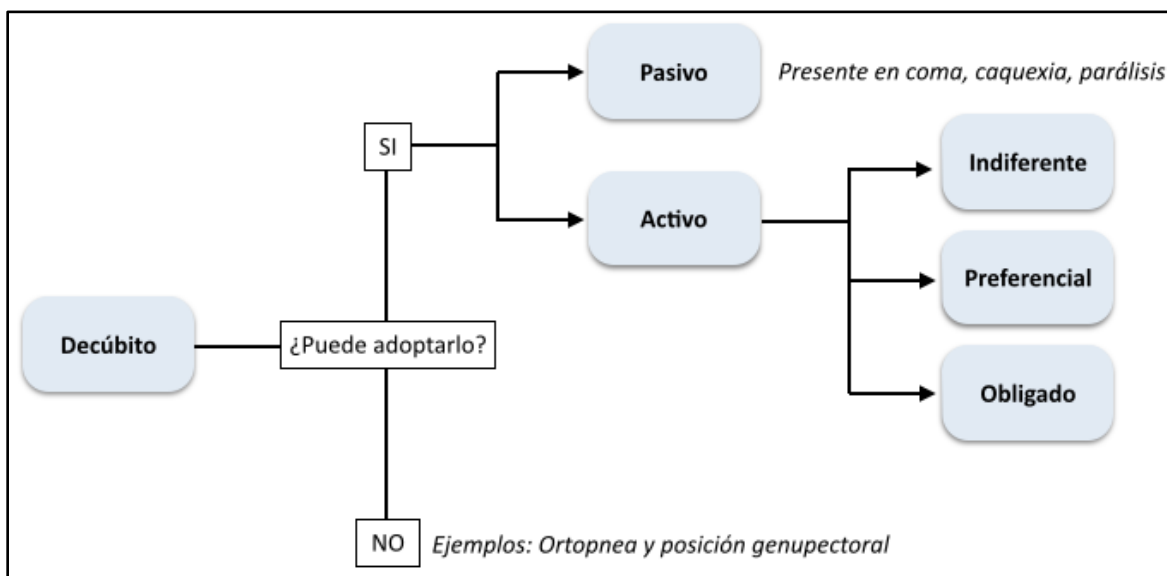 Pasivo
Presente en coma, caquexia, parálisis
SI
Indiferente
Activo
Preferencial
Decúbito
¿Puede adoptarlo?
Obligado
NO
Ejemplos: Ortopnea y posición genupectoral